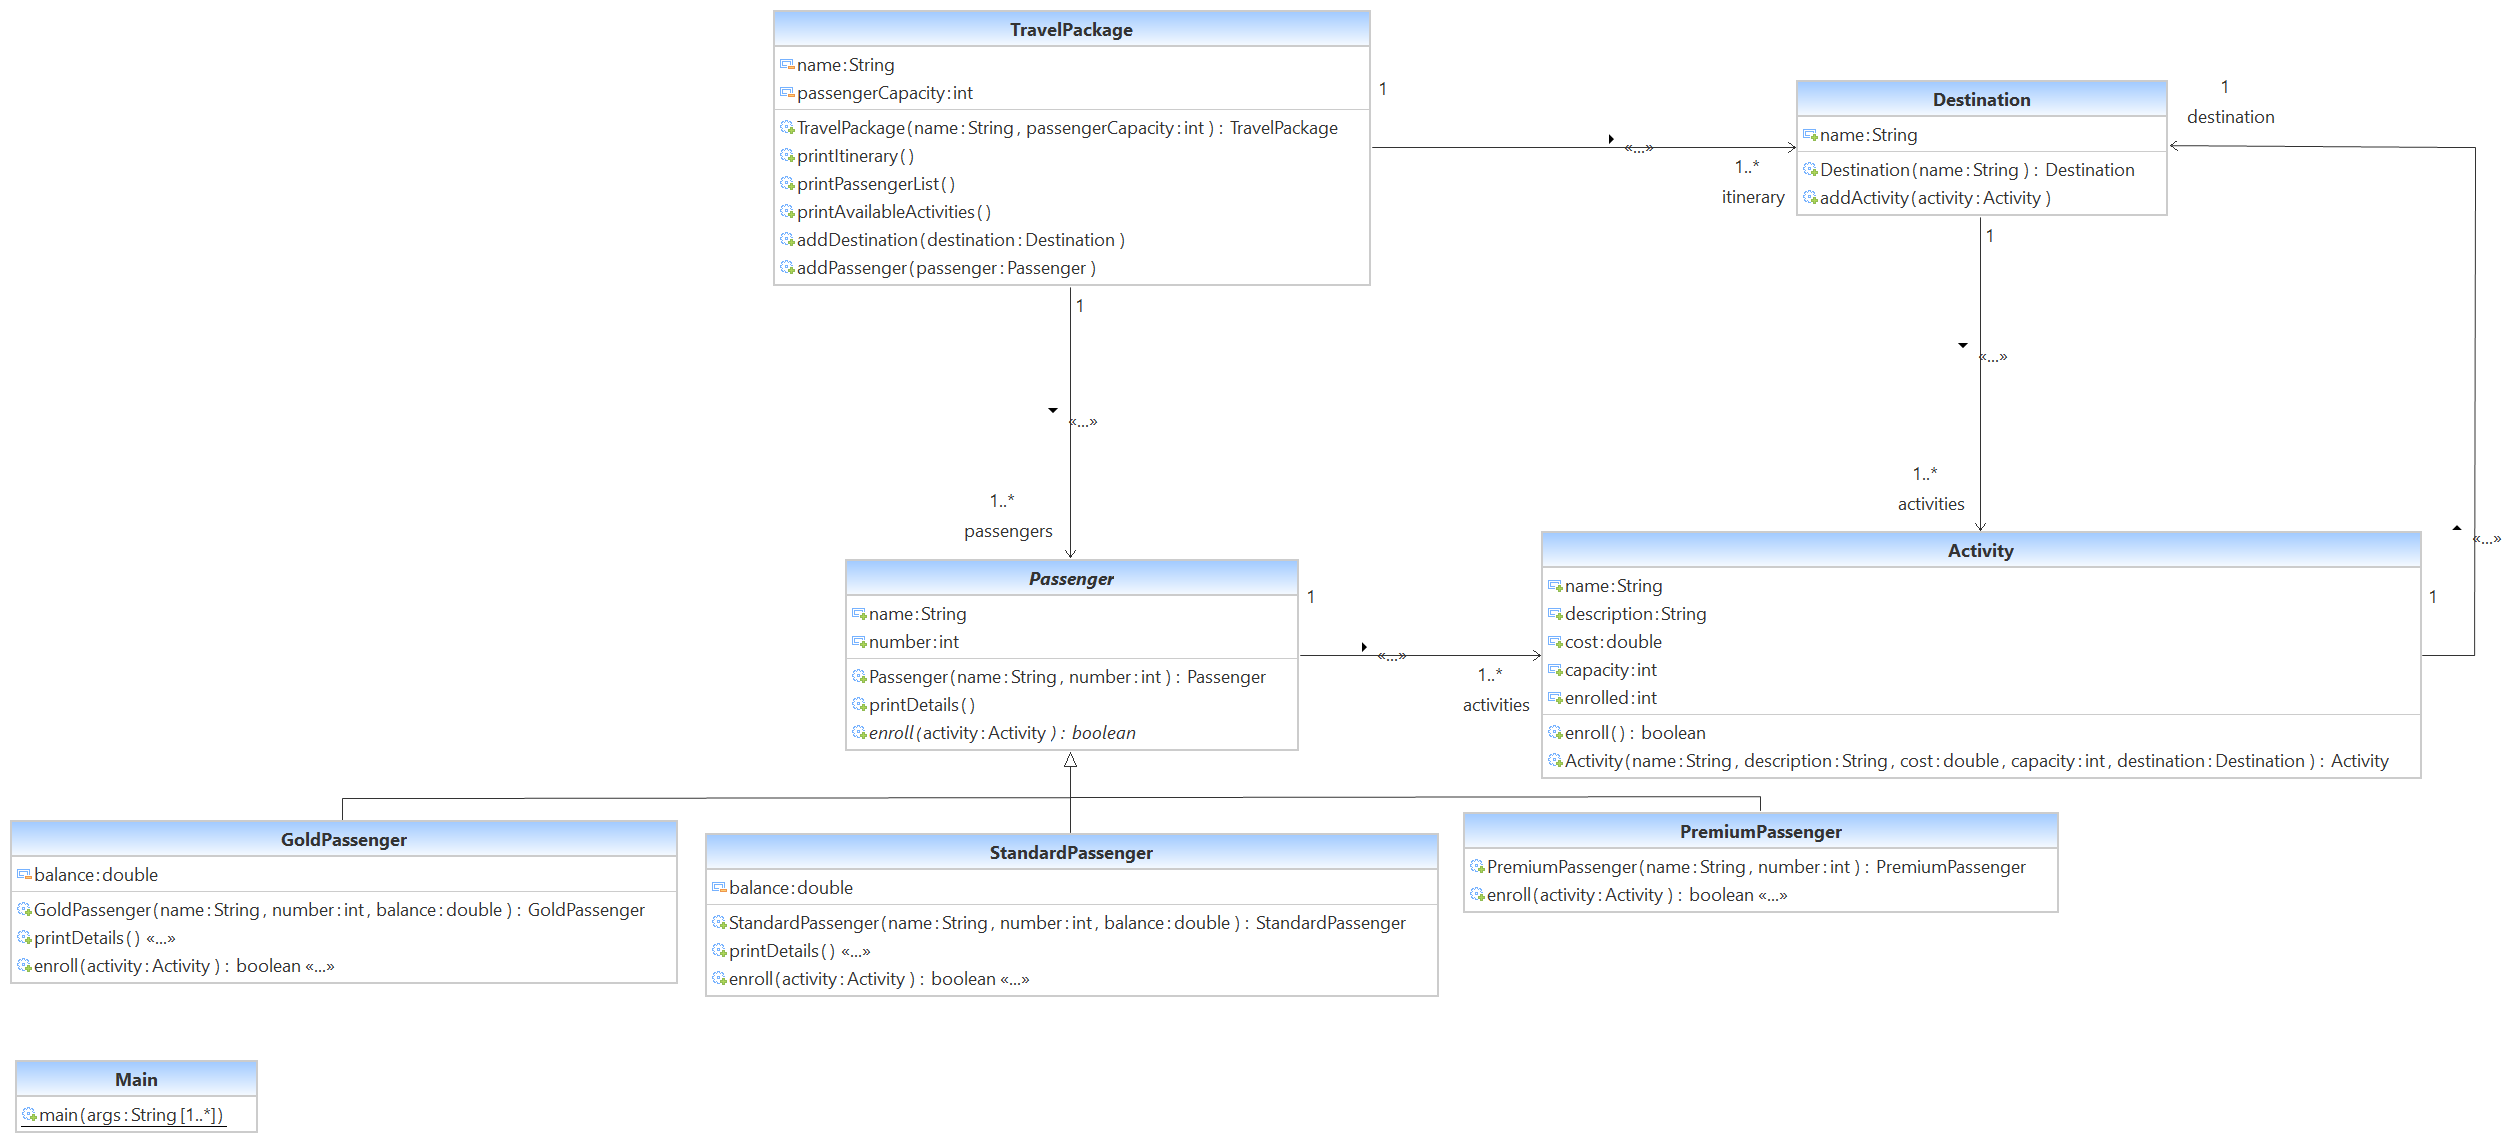 TravelPackage
name:String
passengerCapacity:int
TravelPackage(name:String, passengerCapacity:int): TravelPackage
printItinerary()
printPassengerList()
printAvailableActivities()
addDestination(destination:Destination)
addPassenger(passenger:Passenger)
1
«...»
1..*
itinerary
Destination
name:String
Destination(name:String): Destination
addActivity(activity:Activity)
1
destination
1
«...»
1..*
passengers
1
«...»
1..*
activities
Passenger
name:String
number:int
Passenger(name:String, number:int): Passenger
printDetails()
enroll(activity:Activity): boolean
1
«...»
1..*
activities
Activity
name:String
description:String
cost:double
capacity:int
enrolled:int
enroll(): boolean
Activity(name:String, description:String, cost:double, capacity:int, destination:Destination): Activity
1
«...»
GoldPassenger
balance:double
GoldPassenger(name:String, number:int, balance:double): GoldPassenger
printDetails() «...»
enroll(activity:Activity): boolean «...»
StandardPassenger
balance:double
StandardPassenger(name:String, number:int, balance:double): StandardPassenger
printDetails() «...»
enroll(activity:Activity): boolean «...»
PremiumPassenger
PremiumPassenger(name:String, number:int): PremiumPassenger
enroll(activity:Activity): boolean «...»
Main
main(args:String[1..*])